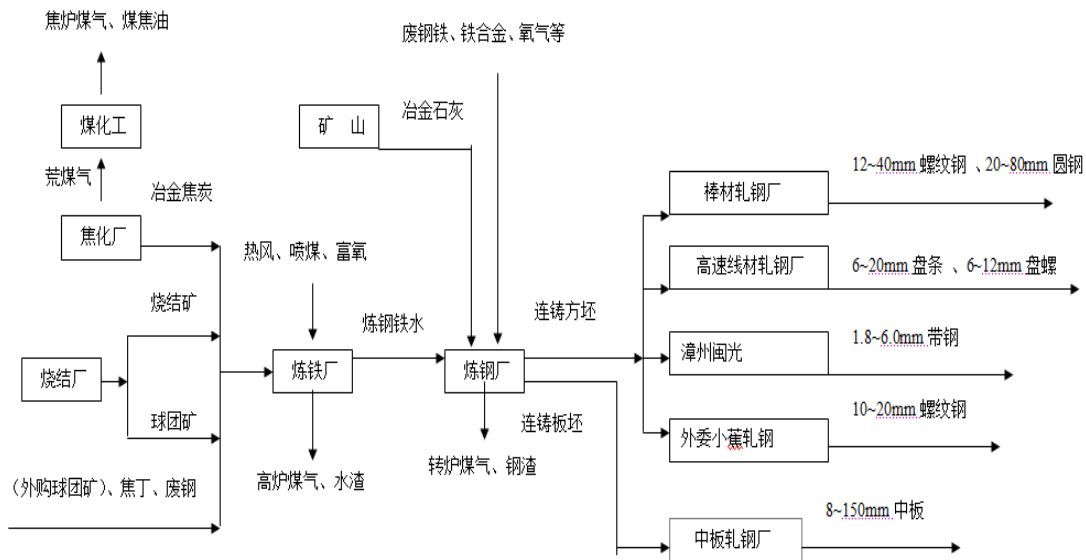 焦炉煤气、煤焦油
废钢铁、铁合金、氧气等
煤化工
矿 山
冶金石灰
荒煤气
冶金焦炭
焦化厂
热风、喷煤、富氧
烧结矿
炼钢铁水
连铸方坯
烧结厂
炼铁厂
炼钢厂
球团矿
连铸板坯
高炉煤气、水渣
转炉煤气、钢渣
(外购球团矿)、焦丁、废钢
棒材轧钢厂
12~40mm 螺纹钢 、20~80mm 圆钢
高速线材轧钢厂
6~20mm 盘条 、6~12mm 盘螺
漳州闽光
1.8~6.0mm 带钢
外委小蕉轧钢
10~20mm 螺纹钢
中板轧钢厂
8~150mm 中板